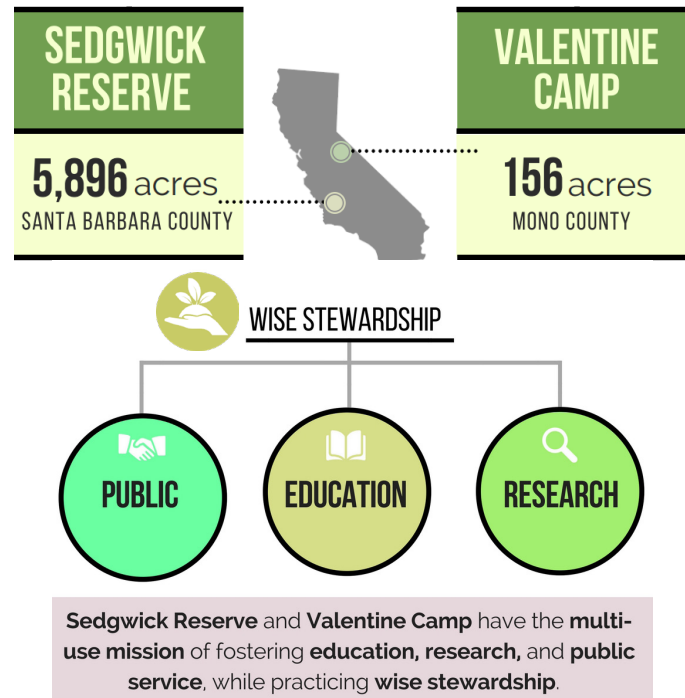 SEDGWICK
RESERVE
5,896 acres
SANTA BARBARA COUNTY
VALENTINE
CAMP
156 acres
MONO COUNTY
WISE STEWARDSHIP
PUBLIC
EDUCATION
RESEARCH
Sedgwick Reserve and Valentine Camp have the multi-
use mission of fostering education, research, and public
service, while practicing wise stewardship.